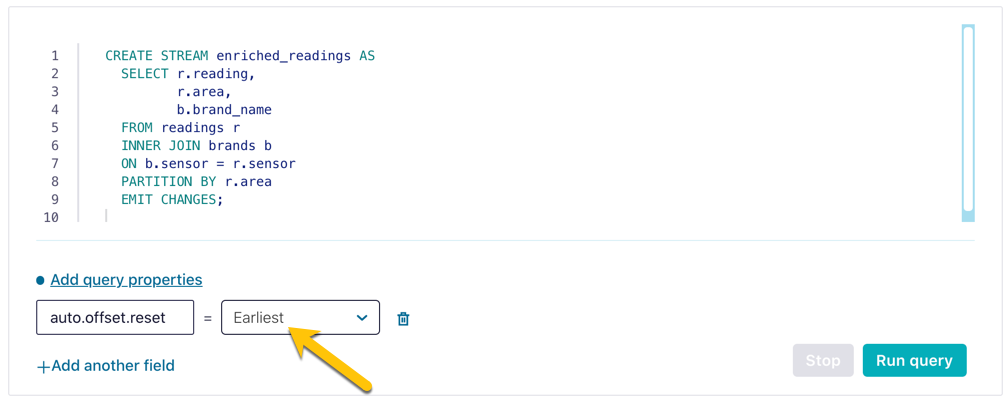 1 CREATE STREAM enriched_readings AS
2 SELECT r.reading,
3 r.area,
4 b.brand_name
5 FROM readings r
6 INNER JOIN brands b
7 ON b.sensor = r.sensor
8 PARTITION BY r.area
9 EMIT CHANGES;
10
Add query properties
auto.offset.reset = Earliest
+Add another field
Stop Run query